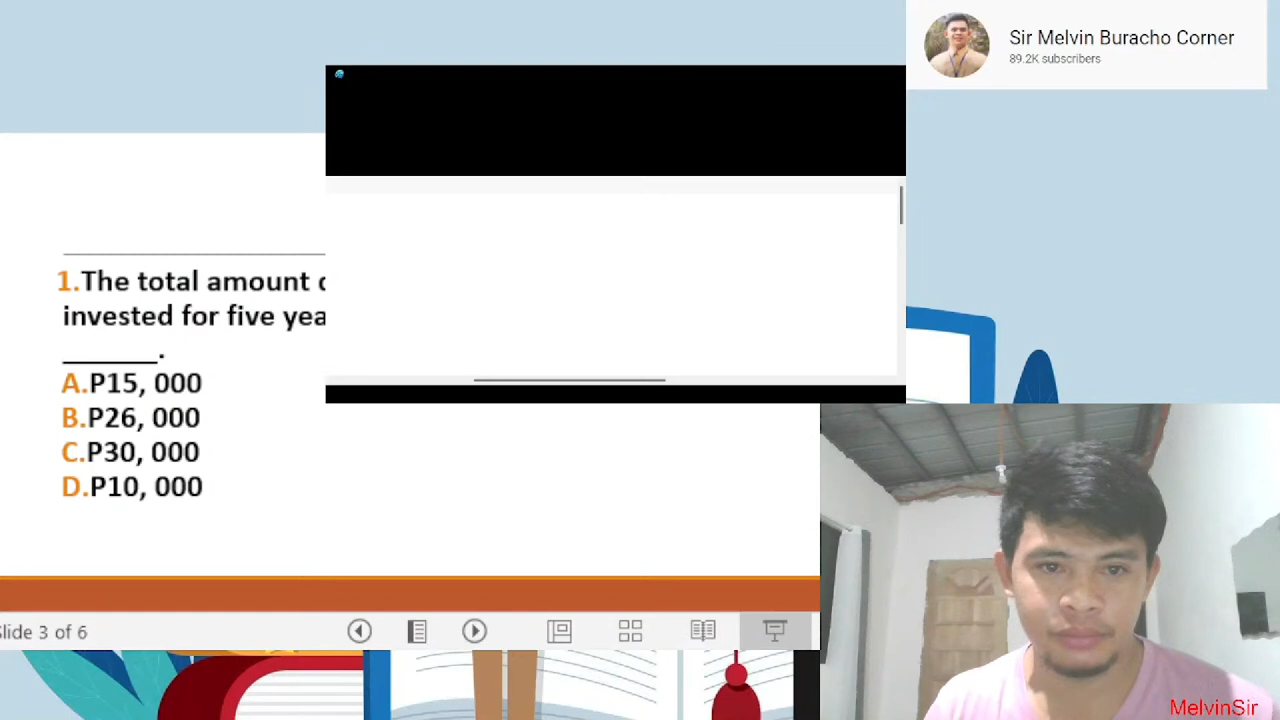 Sir Melvin Buracho Corner
89.2K subscribers
1.The total amount
invested for five yea
______.
A.P15, 000
B.P26, 000
C.P30, 000
D.P10, 000
Slide 3 of 6
MelvinSir